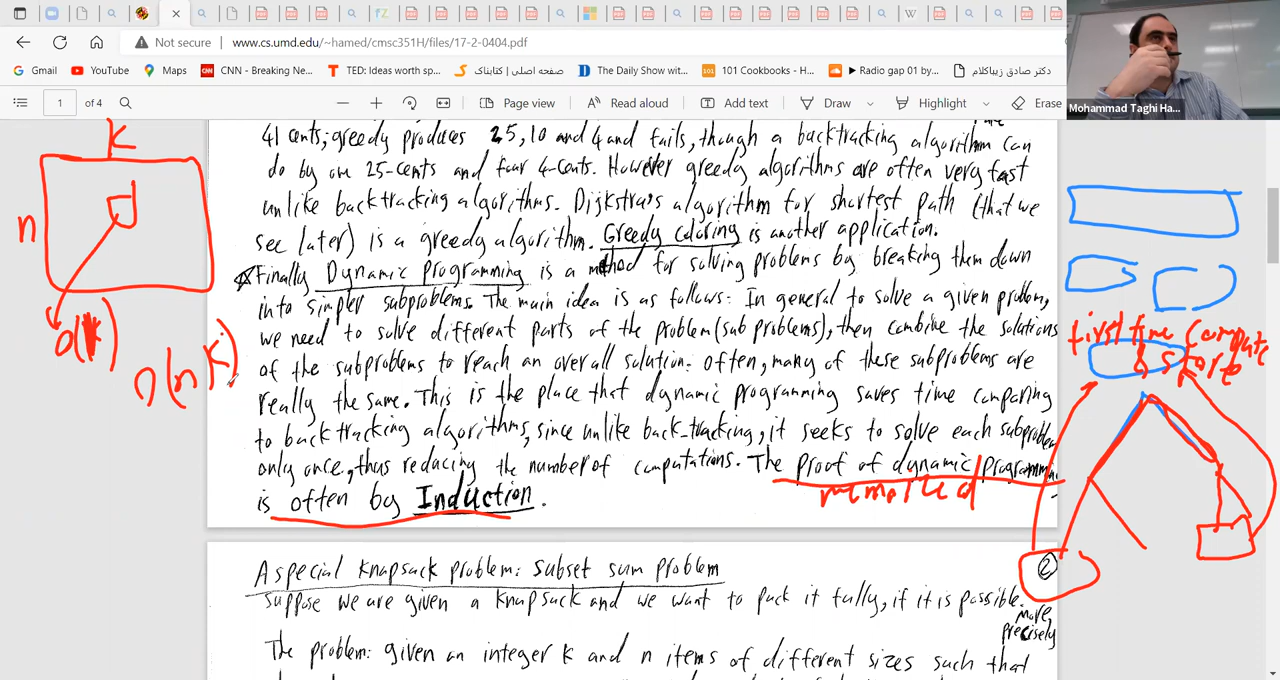 Not secure
www.cs.umd.edu/~hamed/cmsc351H/files/17-2-0404.pdf
Gmail
YouTube
Maps
CNN - Breaking Ne...
TED: Ideas worth sp...
صفحه اصلی | کتابناک
The Daily Show wit...
101 Cookbooks - H...
Radio gap 01 by...
دکتر صادق زیباکلام
1
of 4
Page view
Read aloud
Add text
Draw
Highlight
Erase
Mohammad Taghi Ha...
41 cents; greedy produces 25, 10 and 4 and fails, though a backtracking algorithm can
do by one 25-cents and four 4-cents. However greedy algorithms are often very fast
unlike backtracking algorithms. Dijkstra's algorithm for shortest path (that we
see later) is a greedy algorithm. Greedy coloring is another application.
Finally Dynamic programming is a method for solving problems by breaking them down
into simpler subproblems. The main idea is as follows: In general to solve a given problem,
we need to solve different parts of the problem (sub problems), then combine the solutions
of the subproblems to reach an overall solution. often, many of these subproblems are
really the same. This is the place that dynamic programming saves time comparing
to backtracking algorithms, since unlike back-tracking, it seeks to solve each subproblem
only once, thus reducing the number of computations. The proof of dynamic programming
is often by Induction.
k
n
first time compute
& store
memoized
2
A special knapsack problem: subset sum problem
suppose we are given a knapsack and we want to pack it fully, if it is possible.
more
precisely
The problem: given an integer k and n items of different sizes such that